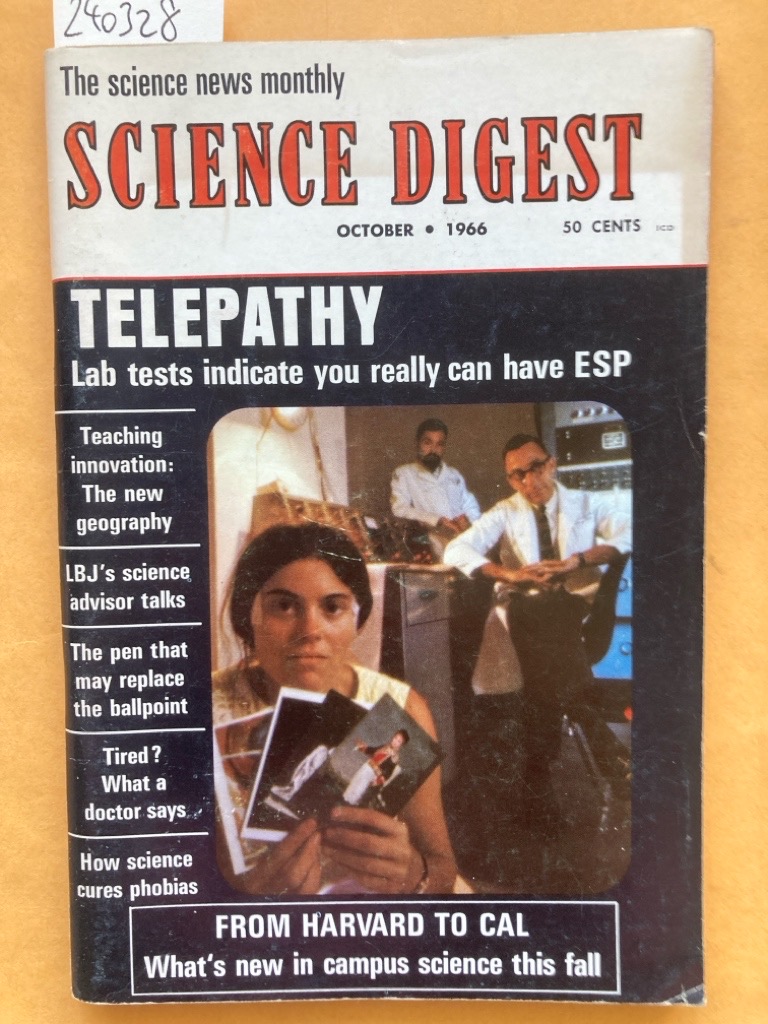 240328
The science news monthly
SCIENCE DIGEST
OCTOBER • 1966 50 CENTS
TELEPATHY
Lab tests indicate you really can have ESP
Teaching
innovation:
The new
geography
LBJ's science
advisor talks
The pen that
may replace
the ballpoint
Tired?
What a
doctor says
How science
cures phobias
FROM HARVARD TO CAL
What's new in campus science this fall